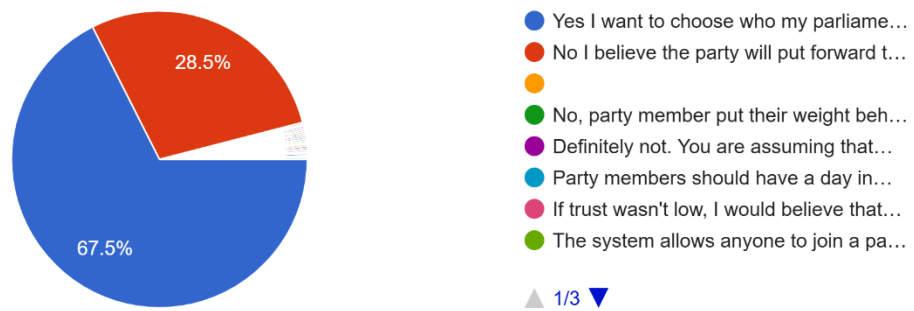 28.5%
67.5%
Yes I want to choose who my parliame…
No I believe the party will put forward t…
No, party member put their weight beh…
Definitely not. You are assuming that…
Party members should have a day in…
If trust wasn't low, I would believe that…
The system allows anyone to join a pa…
1/3